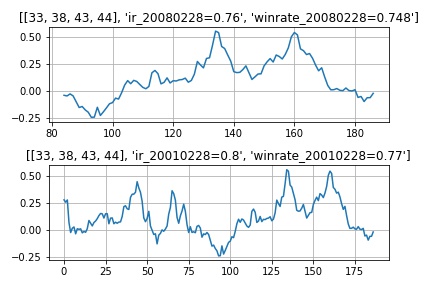 [[33, 38, 43, 44], 'ir_20080228=0.76', 'winrate_20080228=0.748']
0.50
0.25
0.00
−0.25
80 100 120 140 160 180
[[33, 38, 43, 44], 'ir_20010228=0.8', 'winrate_20010228=0.77']
0.50
0.25
0.00
−0.25
0 25 50 75 100 125 150 175